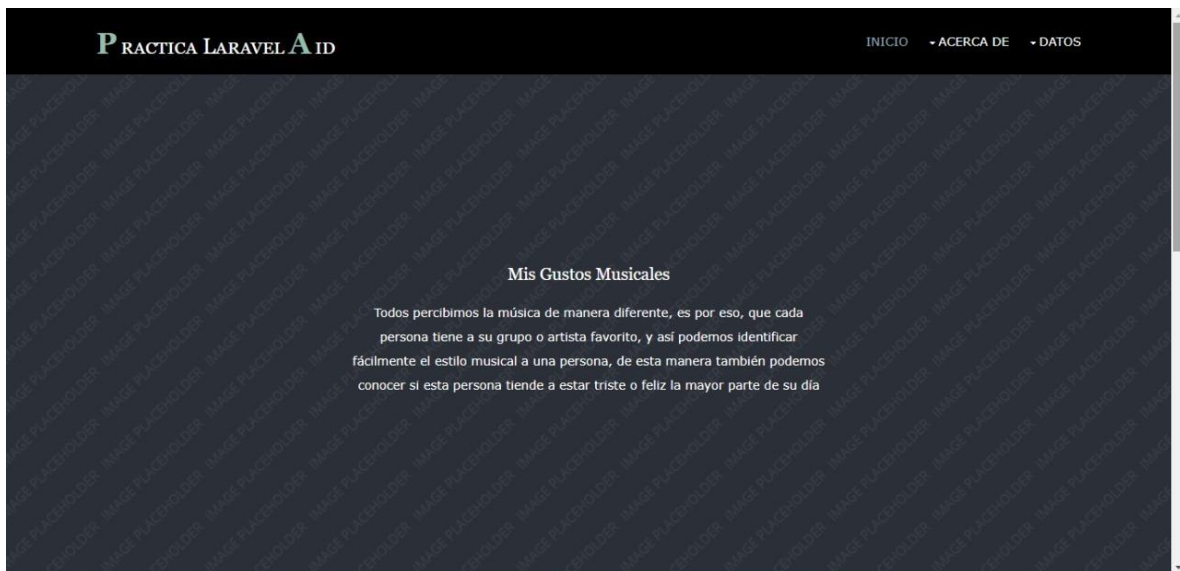 PRACTICA LARAVEL AID
INICIO ACERCA DE DATOS
Mis Gustos Musicales
Todos percibimos la música de manera diferente, es por eso, que cada
persona tiene a su grupo o artista favorito, y así podemos identificar
fácilmente el estilo musical a una persona, de esta manera también podemos
conocer si esta persona tiende a estar triste o feliz la mayor parte de su día
IMAGE PLACEHOLDER